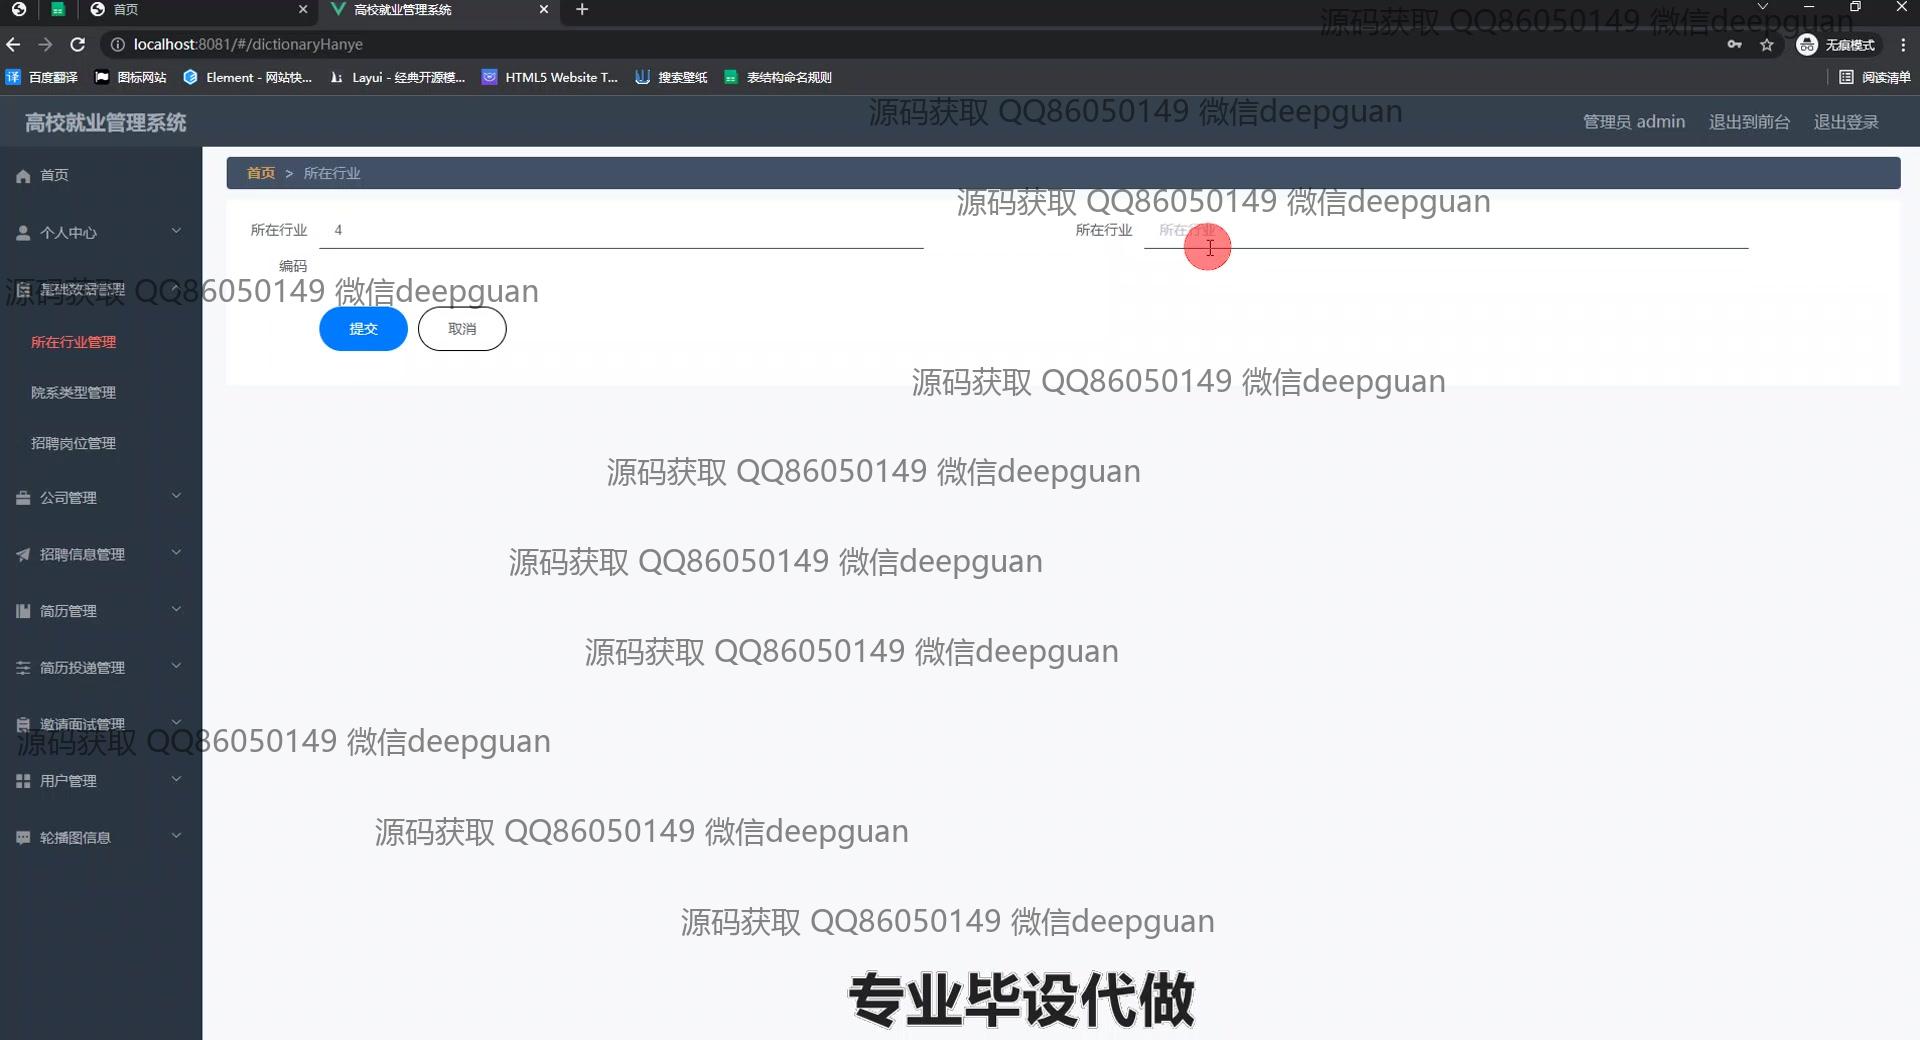 首页
高校就业管理系统
源码获取 QQ86050149 微信deepguan
localhost:8081/#/dictionaryHanye
无痕模式
百度翻译
图标网站
Element - 网站快...
Layui - 经典开源模...
HTML5 Website T...
搜索壁纸
表结构命名规则
阅读清单
源码获取 QQ86050149 微信deepguan
高校就业管理系统
管理员 admin
退出到前台
退出登录
首页
首页 > 所在行业
源码获取 QQ86050149 微信deepguan
个人中心
所在行业
4
所在行业
所在行业
编码
基础数据管理
源码获取 QQ86050149 微信deepguan
提交
取消
所在行业管理
源码获取 QQ86050149 微信deepguan
院系类型管理
招聘岗位管理
源码获取 QQ86050149 微信deepguan
公司管理
招聘信息管理
源码获取 QQ86050149 微信deepguan
简历管理
源码获取 QQ86050149 微信deepguan
简历投递管理
邀请面试管理
源码获取 QQ86050149 微信deepguan
用户管理
源码获取 QQ86050149 微信deepguan
轮播图信息
源码获取 QQ86050149 微信deepguan
专业毕设代做